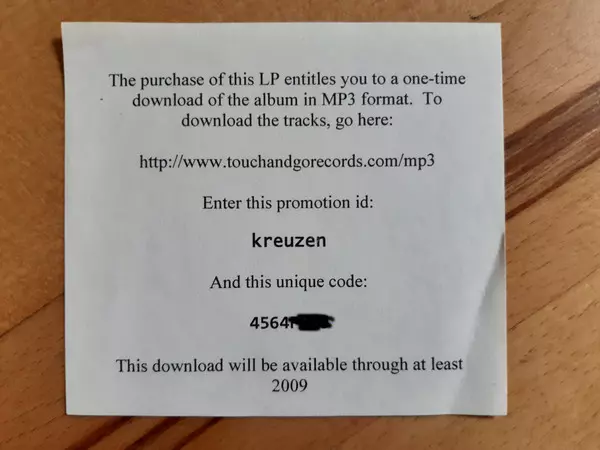 The purchase of this LP entitles you to a one-time
download of the album in MP3 format. To
download the tracks, go here:
http://www.touchandgorecords.com/mp3
Enter this promotion id:
kreuzen
And this unique code:
4564
This download will be available through at least
2009